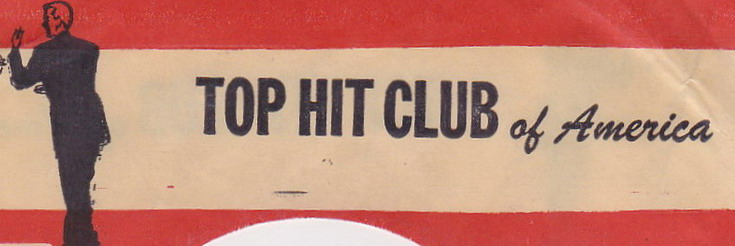 TOP HIT CLUB of America